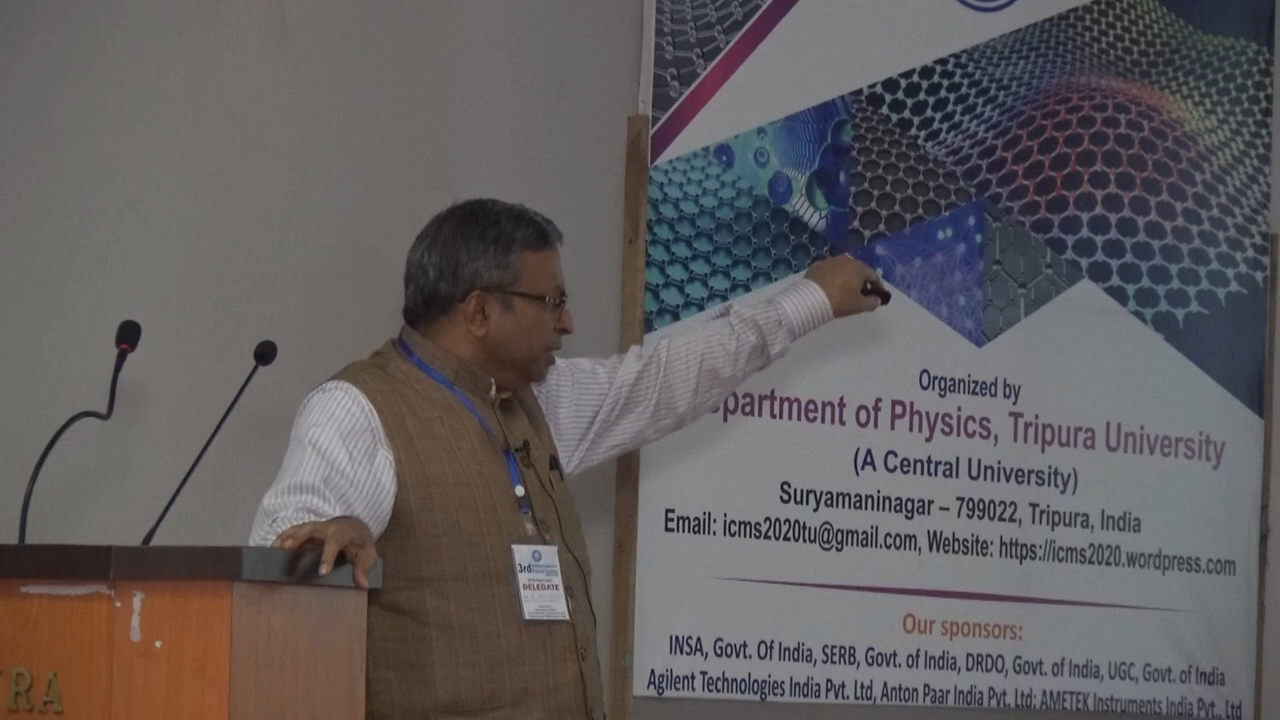 Organized by
partment of Physics, Tripura University
(A Central University)
Suryamaninagar – 799022, Tripura, India
Email: icms2020tu@gmail.com, Website: https://icms2020.wordpress.com
Our sponsors:
INSA, Govt. Of India, SERB, Govt. of India, DRDO, Govt. of India, UGC, Govt. of India
Agilent Technologies India Pvt. Ltd, Anton Paar India Pvt. Ltd; AMETEK Instruments India Pvt., Ltd
3rd
DELEGATE
RA